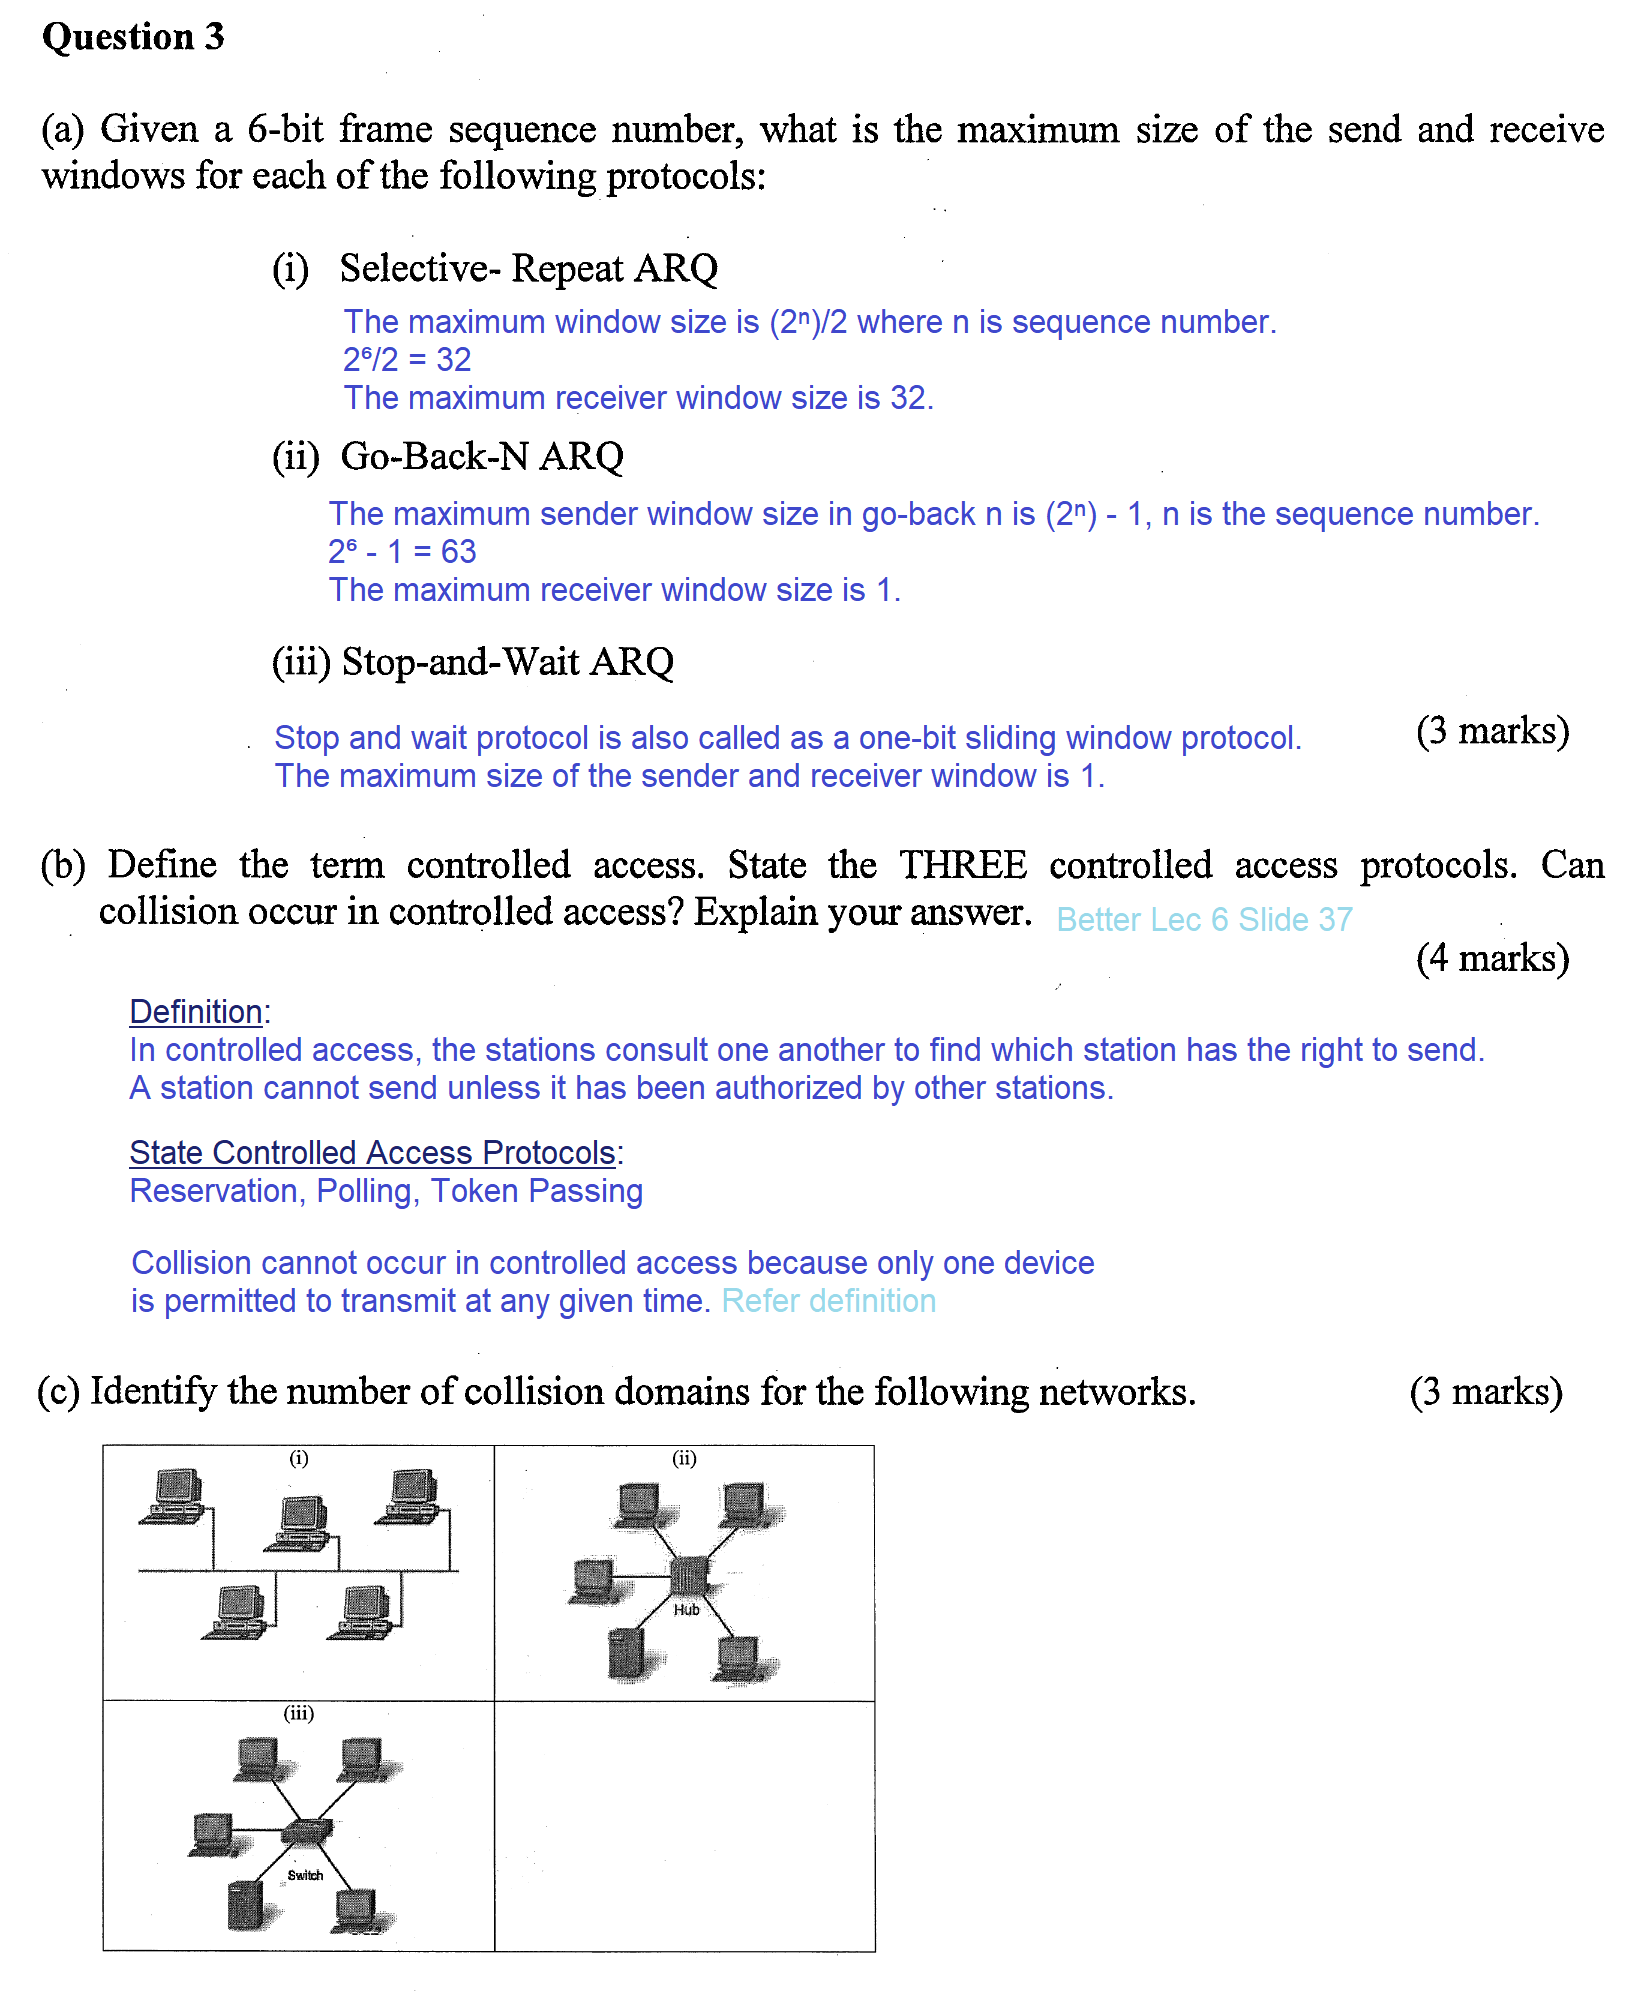 Question 3
(a) Given a 6-bit frame sequence number, what is the maximum size of the send and receive
windows for each of the following protocols:
(i) Selective- Repeat ARQ
The maximum window size is (2ⁿ)/2 where n is sequence number.
2⁶/2 = 32
The maximum receiver window size is 32.
(ii) Go-Back-N ARQ
The maximum sender window size in go-back n is (2ⁿ) - 1, n is the sequence number.
2⁶ - 1 = 63
The maximum receiver window size is 1.
(iii) Stop-and-Wait ARQ
(3 marks)
Stop and wait protocol is also called as a one-bit sliding window protocol.
The maximum size of the sender and receiver window is 1.
(b) Define the term controlled access. State the THREE controlled access protocols. Can
collision occur in controlled access? Explain your answer. Better Lec 6 Slide 37
(4 marks)
Definition:
In controlled access, the stations consult one another to find which station has the right to send.
A station cannot send unless it has been authorized by other stations.
State Controlled Access Protocols:
Reservation, Polling, Token Passing
Collision cannot occur in controlled access because only one device
is permitted to transmit at any given time. Refer definition
(c) Identify the number of collision domains for the following networks. (3 marks)
(i)
(ii)
Hub
(iii)
Switch